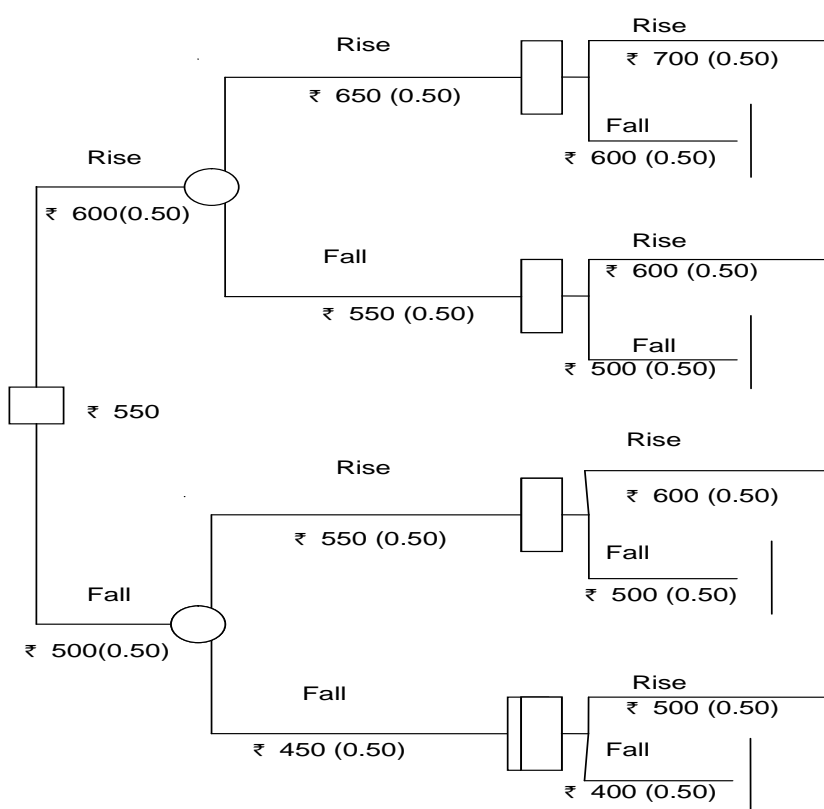 Rise
₹ 700 (0.50)
Rise
₹ 650 (0.50)
Fall
₹ 600 (0.50)
Rise
₹ 600(0.50)
Rise
₹ 600 (0.50)
Fall
₹ 550 (0.50)
Fall
₹ 500 (0.50)
₹ 550
Rise
₹ 600 (0.50)
Rise
₹ 550 (0.50)
Fall
₹ 500 (0.50)
Fall
₹ 500(0.50)
Rise
₹ 500 (0.50)
Fall
₹ 450 (0.50)
Fall
₹ 400 (0.50)